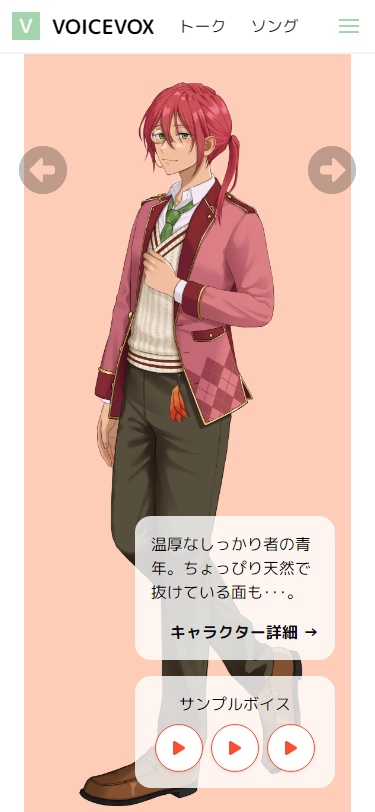 V VOICEVOX トーク ソング
温厚なしっかり者の青
年。ちょっぴり天然で
抜けている面も･･･。
キャラクター詳細 →
サンプルボイス